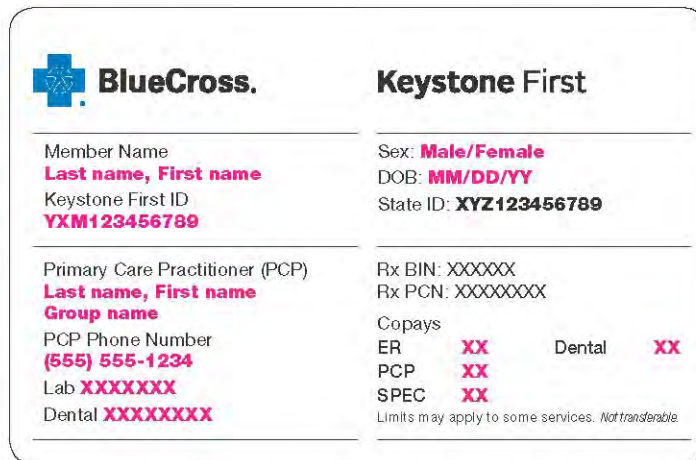 BlueCross.
Keystone First
Member Name
Last name, First name
Keystone First ID
YXM123456789
Sex: Male/Female
DOB: MM/DD/YY
State ID: XYZ123456789
Primary Care Practitioner (PCP)
Last name, First name
Group name
PCP Phone Number
(555) 555-1234
Lab XXXXXXX
Dental XXXXXXXX
Rx BIN: XXXXXX
Rx PCN: XXXXXXXX
Copays
ER XX Dental XX
PCP XX
SPEC XX
Limits may apply to some services. Not transferable.